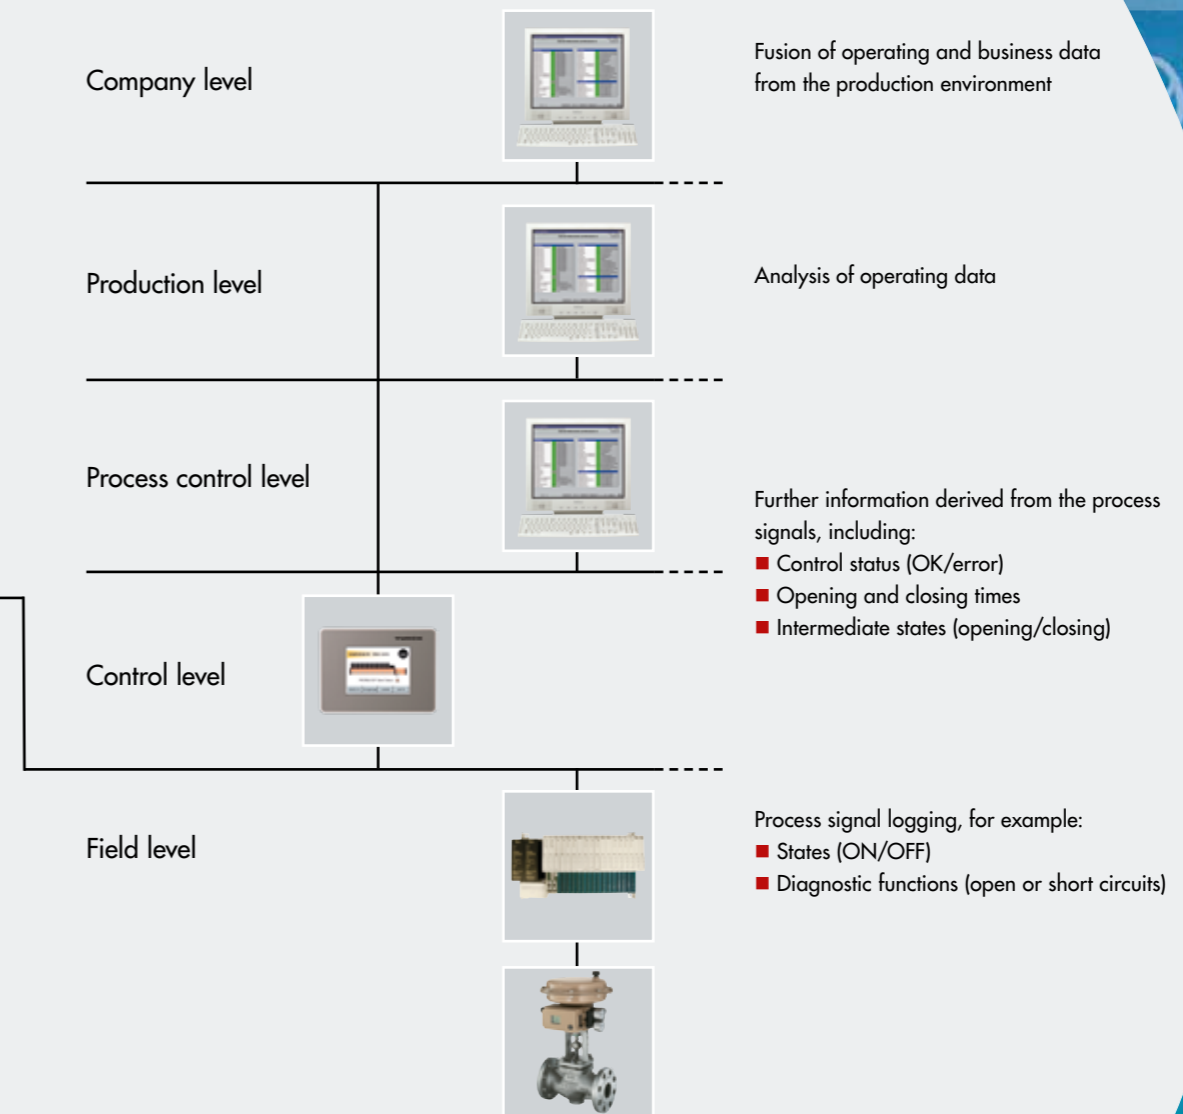 Company level
Fusion of operating and business data
from the production environment
Production level
Analysis of operating data
Process control level
Further information derived from the process
signals, including:
■ Control status (OK/error)
■ Opening and closing times
■ Intermediate states (opening/closing)
Control level
Field level
Process signal logging, for example:
■ States (ON/OFF)
■ Diagnostic functions (open or short circuits)